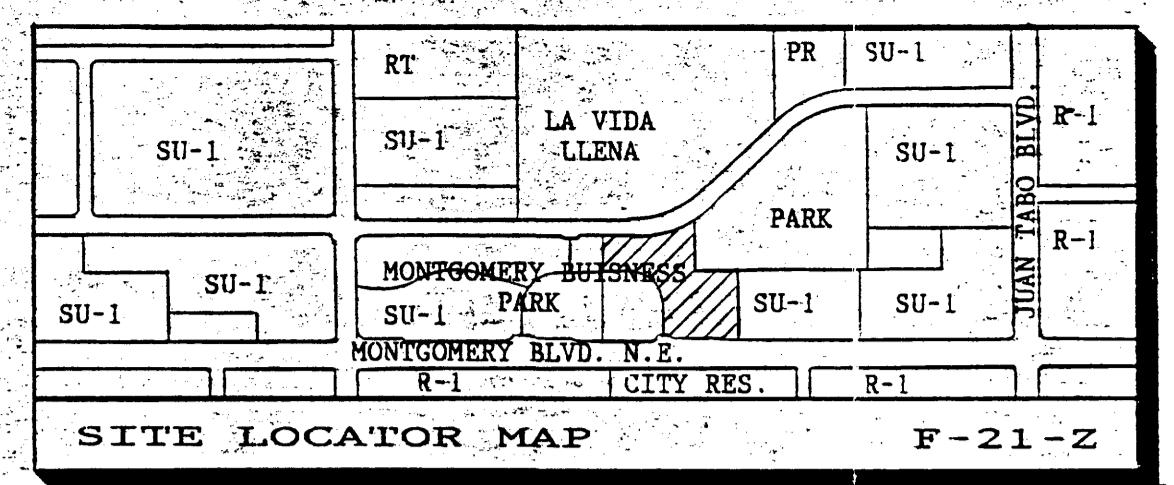 RT
PR
SU-1
LA VIDA
LLENA
SU-1
SU-1
SU-1
R-1
JUAN TABO BLVD.
PARK
R-1
MONTGOMERY BUISNESS
PARK
SU-1
SU-1
SU-1
SU-1
SU-1
MONTGOMERY BLVD. N.E.
R-1
CITY RES.
R-1
SITE LOCATOR MAP
F-21-Z